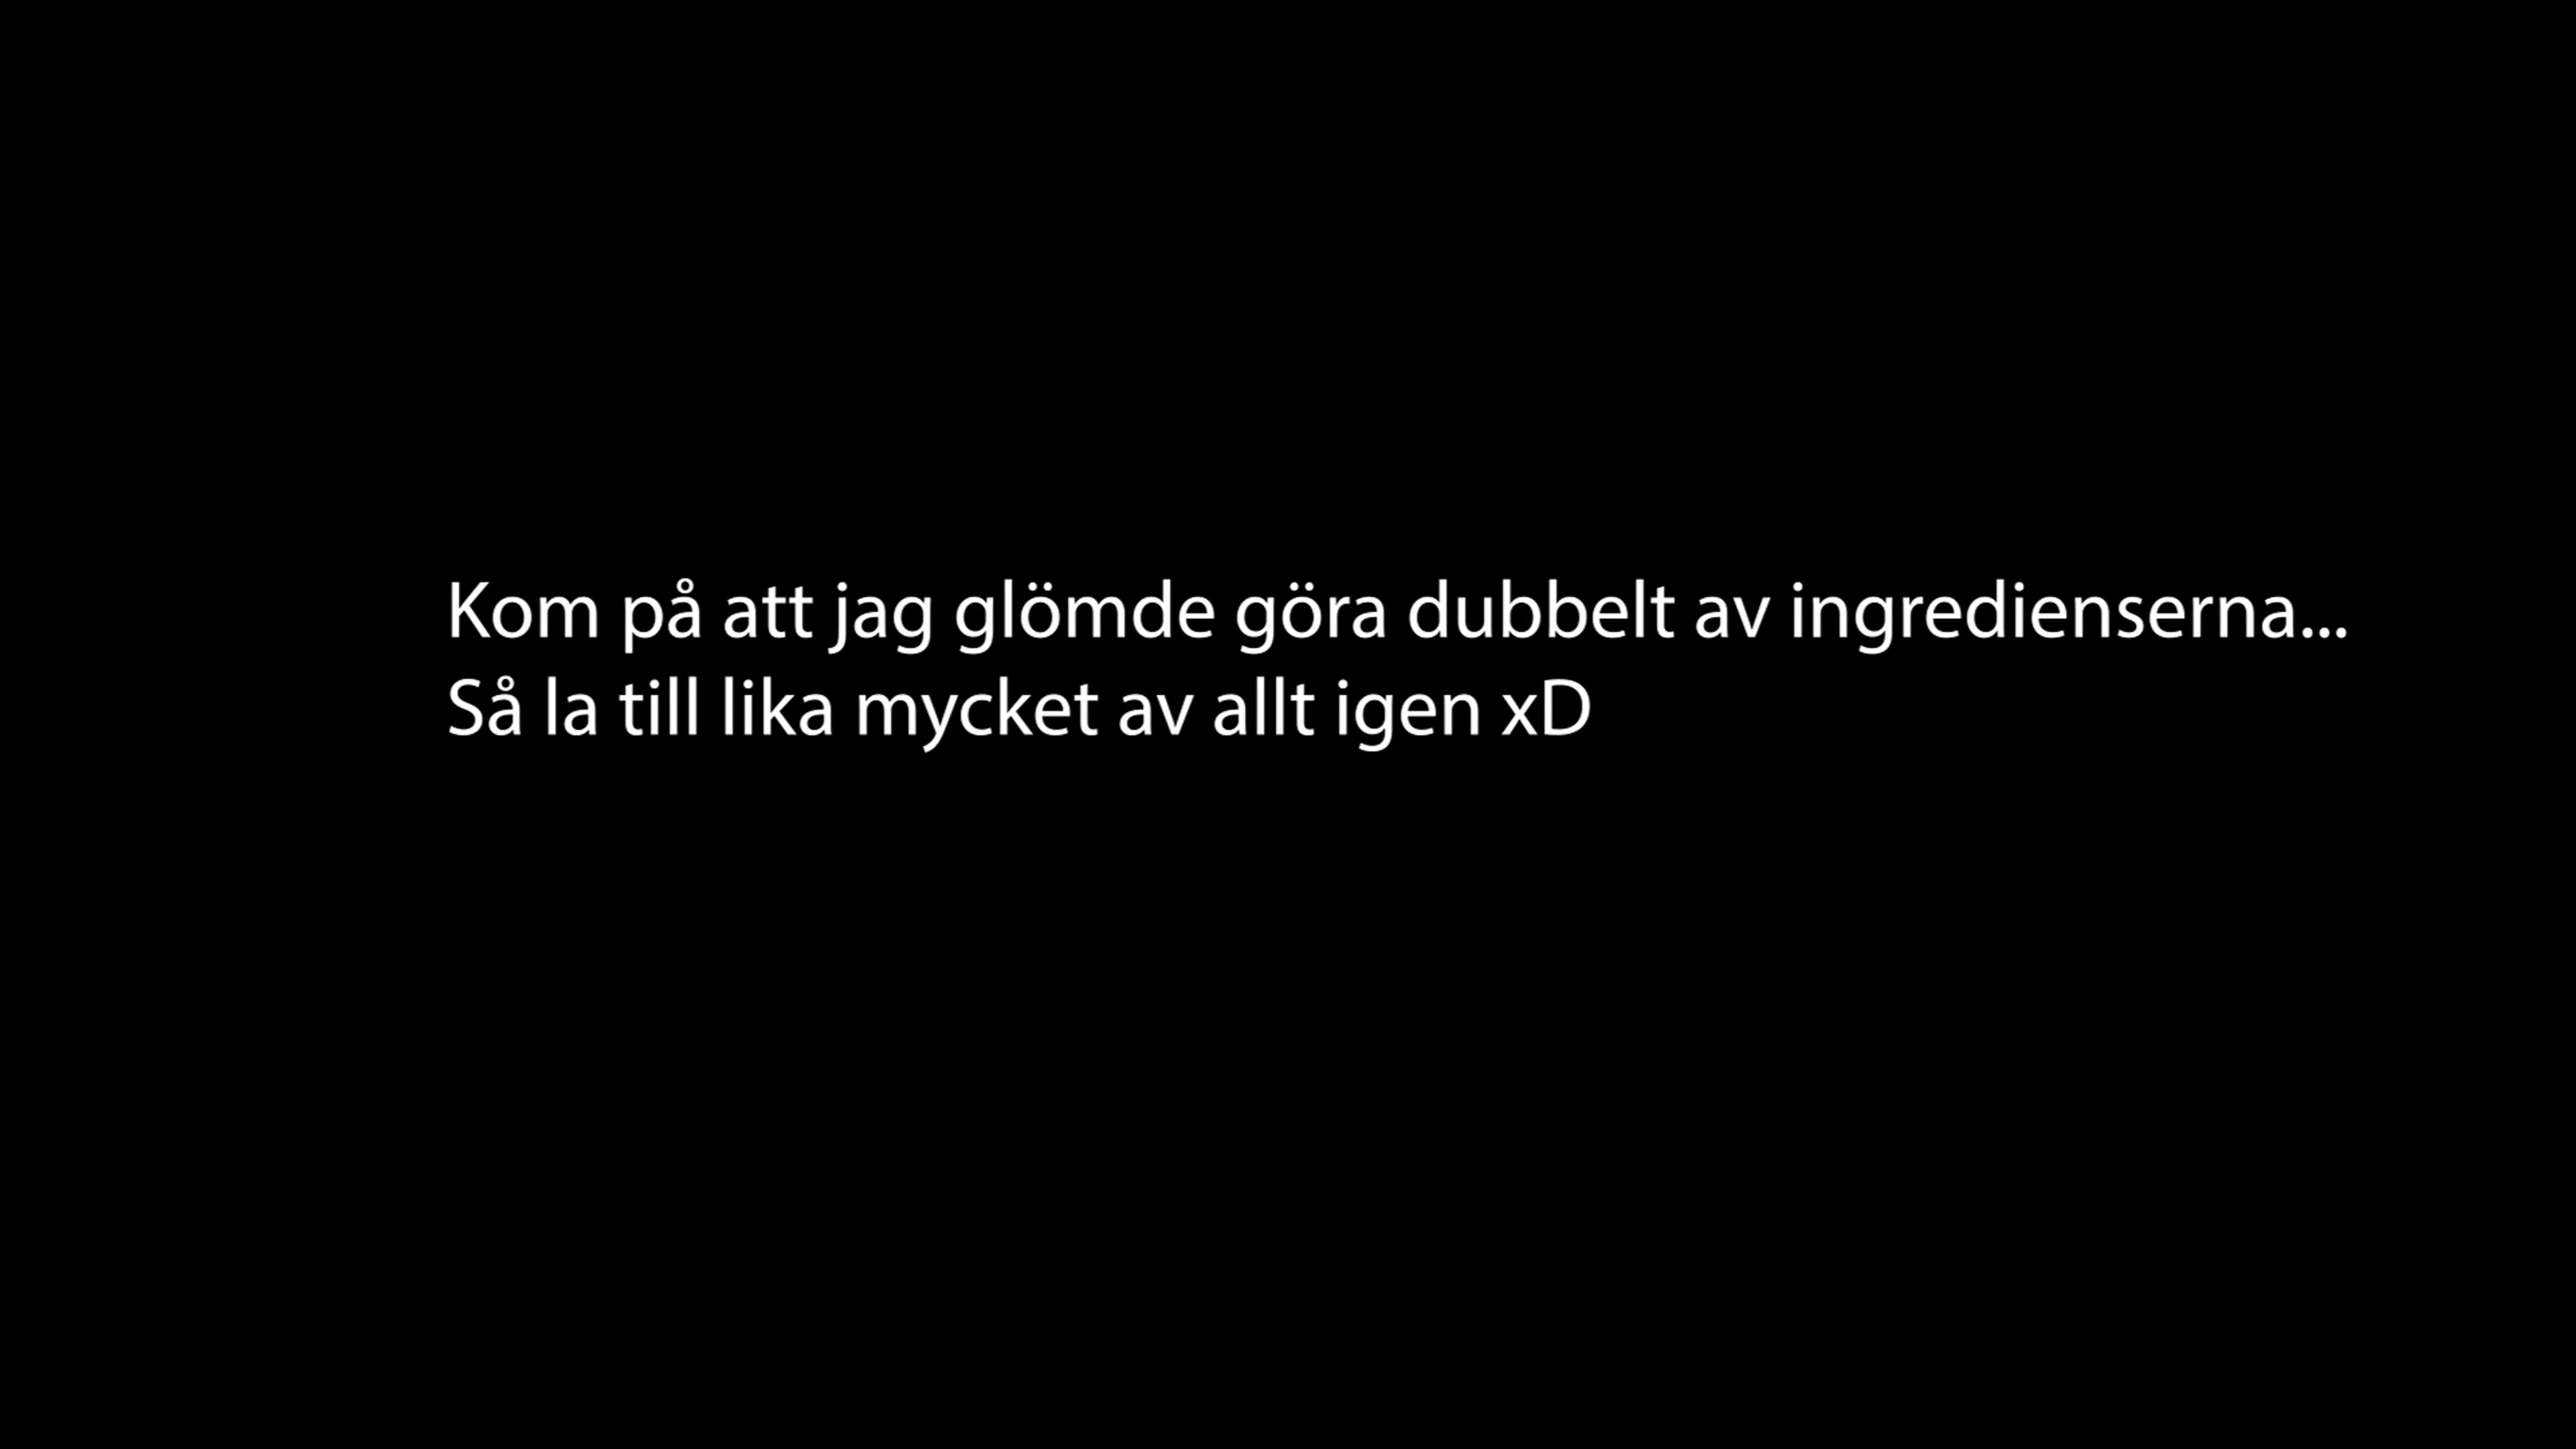 Kom på att jag glömde göra dubbelt av ingredienserna...
Så la till lika mycket av allt igen xD